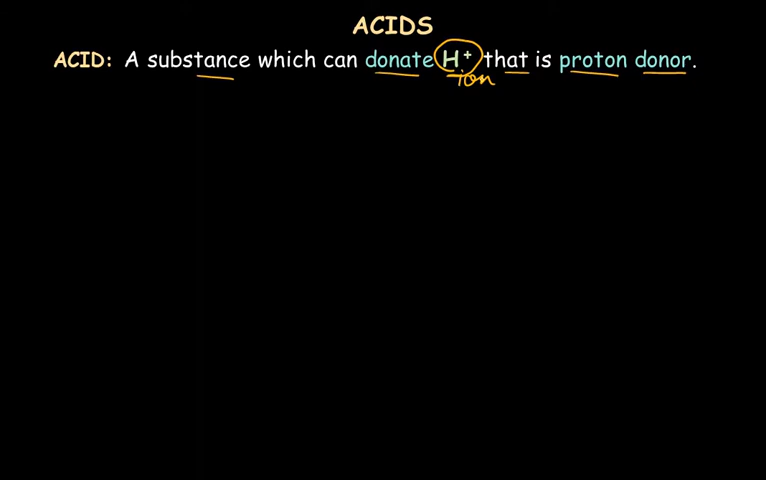 ACIDS
ACID: A substance which can donate H⁺ that is proton donor.
ion